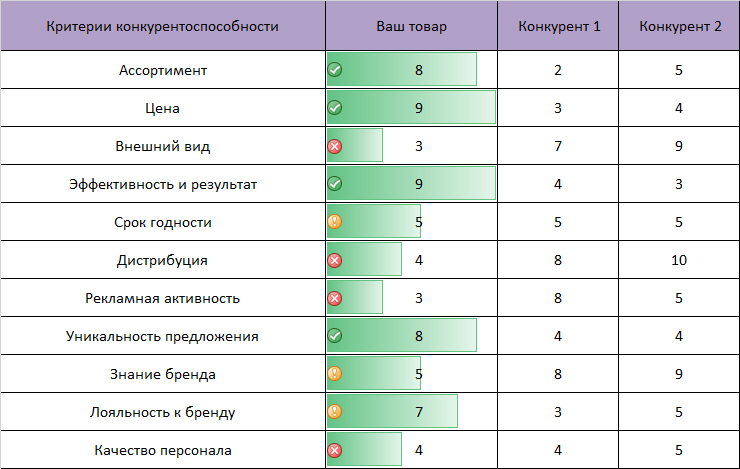 Критерии конкурентоспособности Ваш товар Конкурент 1 Конкурент 2
Ассортимент 8 2 5
Цена 9 3 4
Внешний вид 3 7 9
Эффективность и результат 9 4 3
Срок годности 5 5 5
Дистрибуция 4 8 10
Рекламная активность 3 8 5
Уникальность предложения 8 4 4
Знание бренда 5 8 9
Лояльность к бренду 7 3 5
Качество персонала 4 4 5